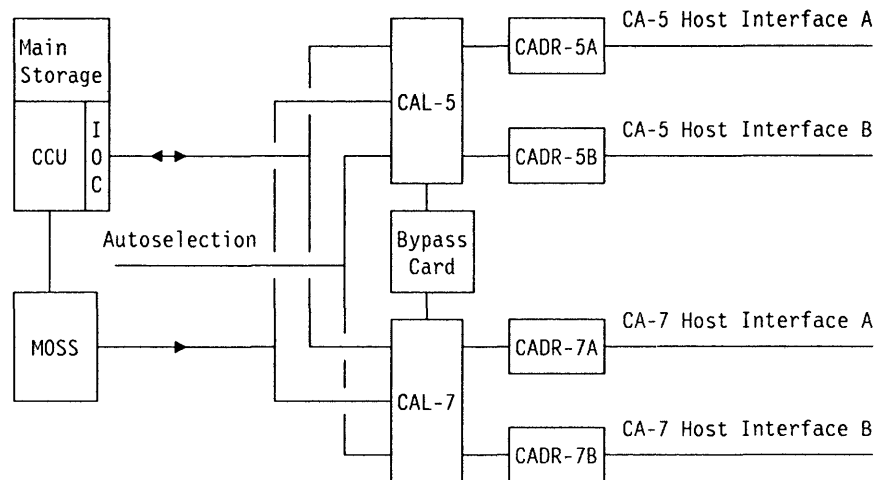 Main
Storage
CCU
I
O
C
Autoselection
MOSS
CAL-5
Bypass
Card
CAL-7
CADR-5A
CA-5 Host Interface A
CADR-5B
CA-5 Host Interface B
CADR-7A
CA-7 Host Interface A
CADR-7B
CA-7 Host Interface B